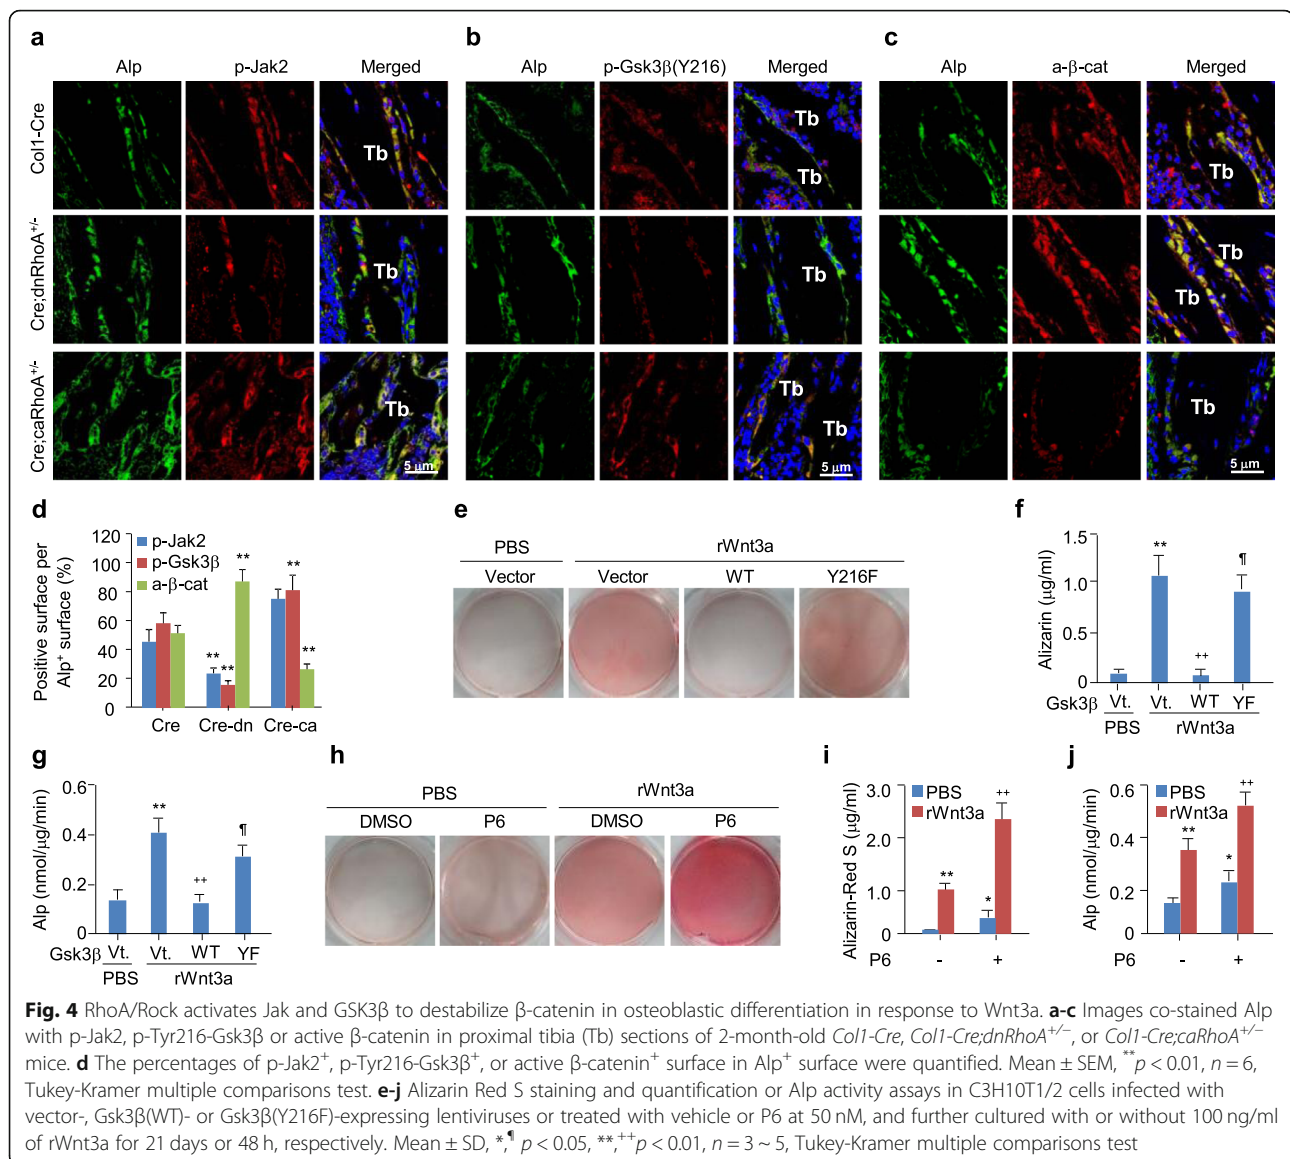 a
Alp p-Jak2 Merged
Col1-Cre
Tb
Cre;dnRhoA+/-
Tb
Cre;caRhoA+/-
Tb
5 μm
b
Alp p-Gsk3β(Y216) Merged
Tb
Tb
Tb
Tb
Tb
5 μm
c
Alp a-β-cat Merged
Tb
Tb
Tb
Tb
5 μm
d
Positive surface per
Alp+ surface (%)
120
100
80
60
40
20
0
p-Jak2
p-Gsk3β
a-β-cat
** ** ** ** **
Cre Cre-dn Cre-ca
e
PBS rWnt3a
Vector Vector WT Y216F
f
Alizarin (μg/ml)
1.5
1.0
0.5
0
** ++ ¶
Gsk3β Vt. Vt. WT YF
PBS rWnt3a
g
Alp (nmol/μg/min)
0.6
0.4
0.2
0
** ++ ¶
Gsk3β Vt. Vt. WT YF
PBS rWnt3a
h
PBS rWnt3a
DMSO P6 DMSO P6
i
Alizarin-Red S (μg/ml)
3.0
2.0
1.0
0
PBS
rWnt3a
** * ++
P6 - +
j
Alp (nmol/μg/min)
0.6
0.4
0.2
0
PBS
rWnt3a
** * ++
P6 - +
Fig. 4 RhoA/Rock activates Jak and GSK3β to destabilize β-catenin in osteoblastic differentiation in response to Wnt3a. a-c Images co-stained Alp
with p-Jak2, p-Tyr216-Gsk3β or active β-catenin in proximal tibia (Tb) sections of 2-month-old Col1-Cre, Col1-Cre;dnRhoA+/−, or Col1-Cre;caRhoA+/−
mice. d The percentages of p-Jak2+, p-Tyr216-Gsk3β+, or active β-catenin+ surface in Alp+ surface were quantified. Mean ± SEM, **p < 0.01, n = 6,
Tukey-Kramer multiple comparisons test. e-j Alizarin Red S staining and quantification or Alp activity assays in C3H10T1/2 cells infected with
vector-, Gsk3β(WT)- or Gsk3β(Y216F)-expressing lentiviruses or treated with vehicle or P6 at 50 nM, and further cultured with or without 100 ng/ml
of rWnt3a for 21 days or 48 h, respectively. Mean ± SD, *,¶ p < 0.05, **,++p < 0.01, n = 3 ~ 5, Tukey-Kramer multiple comparisons test